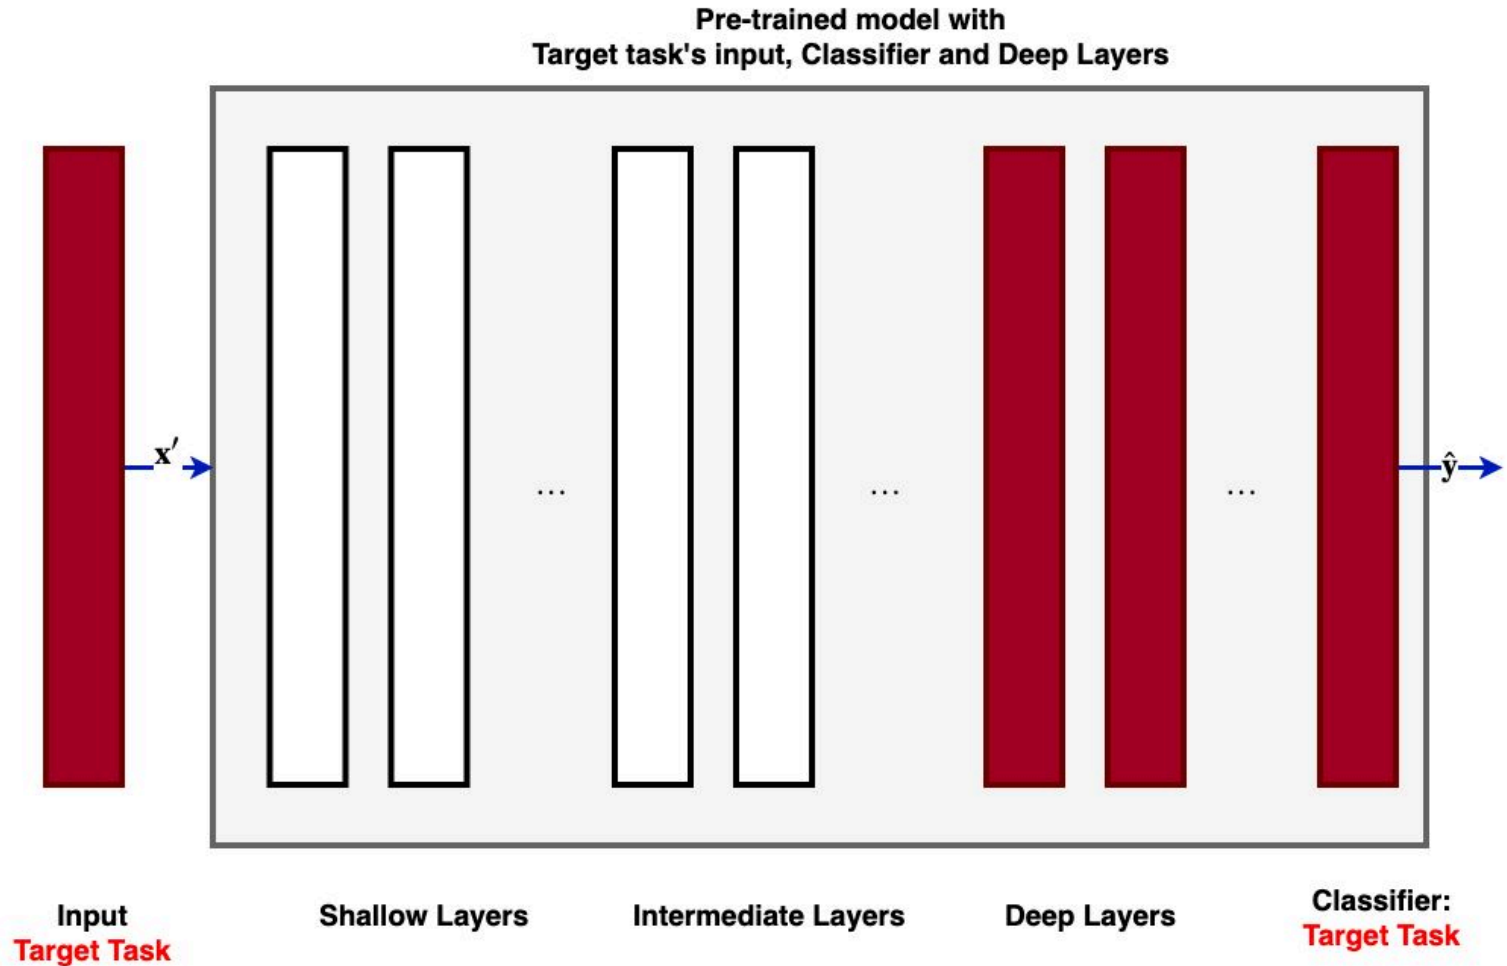 Pre-trained model with
Target task's input, Classifier and Deep Layers
x′
...
...
...
ŷ
Input
Target Task
Shallow Layers
Intermediate Layers
Deep Layers
Classifier:
Target Task